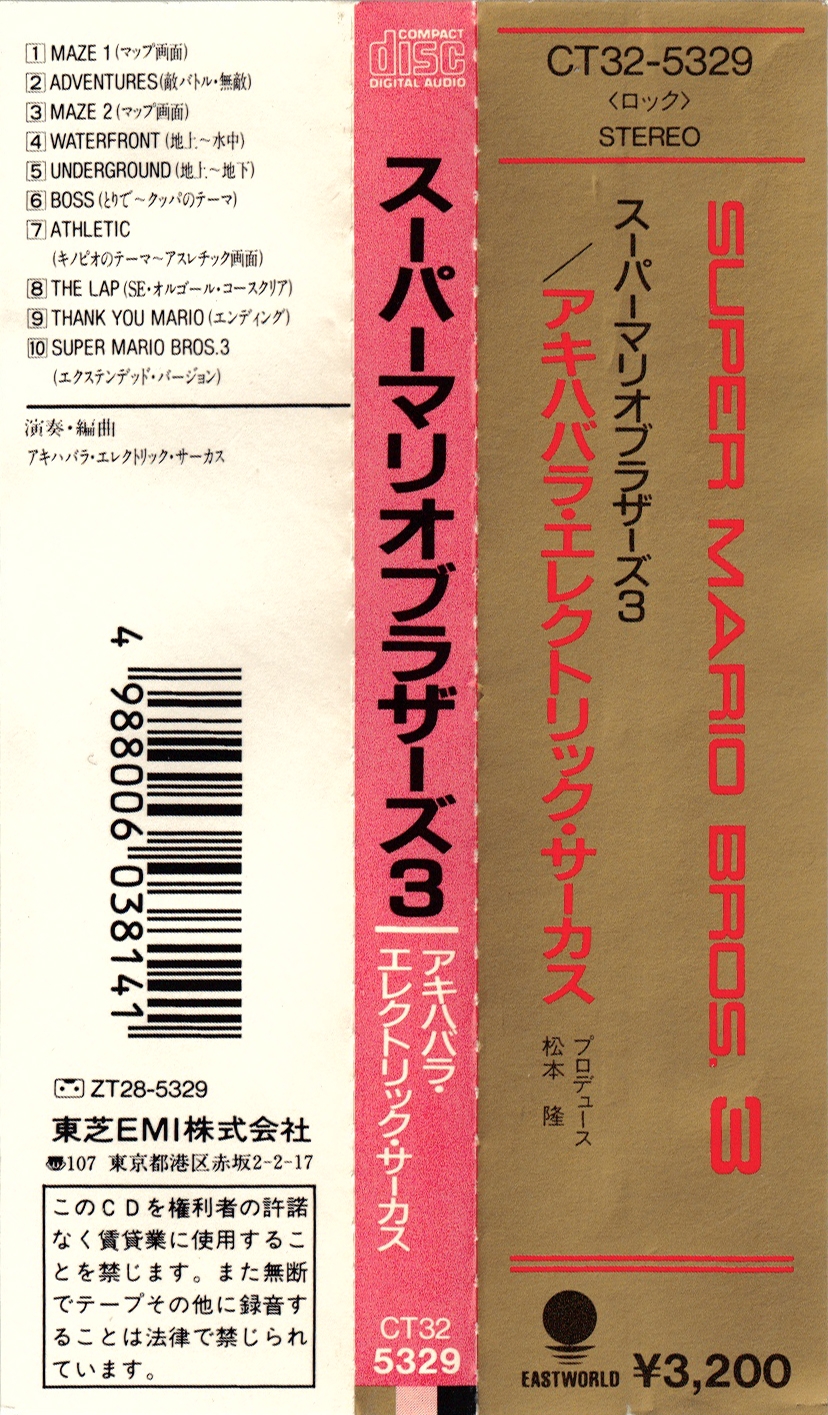 1 MAZE 1(マップ画面)
2 ADVENTURES(敵バトル・無敵)
3 MAZE 2(マップ画面)
4 WATERFRONT(地上〜水中)
5 UNDERGROUND(地上〜地下)
6 BOSS(とりで〜クッパのテーマ)
7 ATHLETIC
(キノピオのテーマ〜アスレチック画面)
8 THE LAP(SE・オルゴール・コースクリア)
9 THANK YOU MARIO(エンディング)
10 SUPER MARIO BROS.3
(エクステンデッド・バージョン)
演奏・編曲
アキハバラ・エレクトリック・サーカス
4 988006 038141
ZT28-5329
東芝EMI株式会社
107 東京都港区赤坂2-2-17
このCDを権利者の許諾
なく賃貸業に使用するこ
とを禁じます。また無断
でテープその他に録音す
ることは法律で禁じられ
ています。
COMPACT
disc
DIGITAL AUDIO
スーパーマリオブラザーズ3
アキハバラ・
エレクトリック・サーカス
CT32
5329
CT32-5329
〈ロック〉
STEREO
SUPER MARIO BROS. 3
スーパーマリオブラザーズ3
/アキハバラ・エレクトリック・サーカス
プロデュース
松本 隆
EASTWORLD
¥3,200